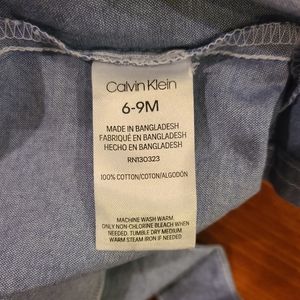 Calvin Klein
6-9M
MADE IN BANGLADESH
FABRIQUÉ EN BANGLADESH
HECHO EN BANGLADESH
RN130323
100% COTTON/COTON/ALGODÓN
MACHINE WASH WARM.
ONLY NON-CHLORINE BLEACH WHEN
NEEDED. TUMBLE DRY MEDIUM.
WARM STEAM IRON IF NEEDED.